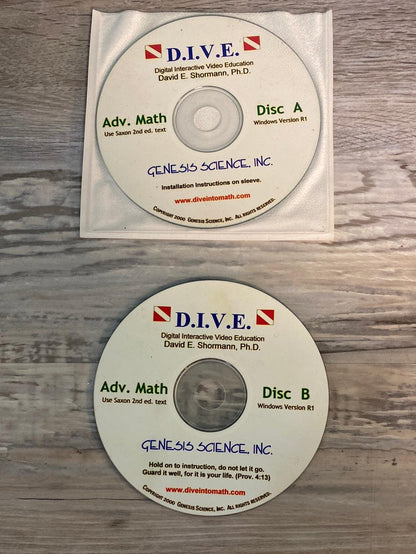 D.I.V.E.
Digital Interactive Video Education
David E. Shormann, Ph.D.
Adv. Math
Use Saxon 2nd ed. text
Disc A
Windows Version R1
GENESIS SCIENCE, INC.
Installation instructions on sleeve.
www.diveintomath.com
COPYRIGHT 2000 GENESIS SCIENCE, INC. ALL RIGHTS RESERVED.
D.I.V.E.
Digital Interactive Video Education
David E. Shormann, Ph.D.
Adv. Math
Use Saxon 2nd ed. text
Disc B
Windows Version R1
GENESIS SCIENCE, INC.
Hold on to instruction, do not let it go.
Guard it well, for it is your life. (Prov. 4:13)
www.diveintomath.com
COPYRIGHT 2000 GENESIS SCIENCE, INC. ALL RIGHTS RESERVED.